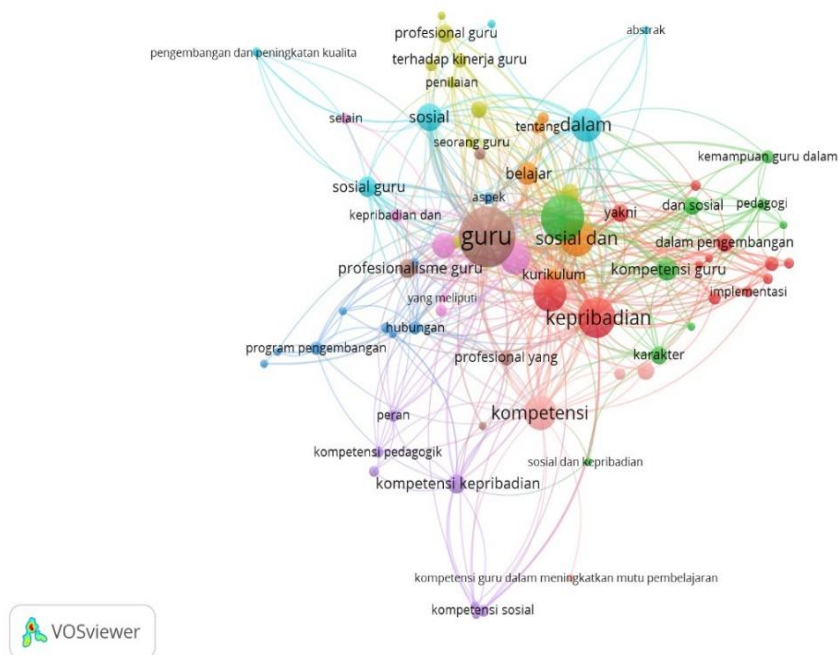 profesional guru
abstrak
pengembangan dan peningkatan kualita
terhadap kinerja guru
penilaian
selain
sosial
tentang
dalam
seorang guru
kemampuan guru dalam
belajar
sosial guru
aspek
pedagogi
dan sosial
kepribadian dan
yakni
guru
sosial dan
dalam pengembangan
profesionalisme guru
kurikulum
kompetensi guru
yang meliputi
implementasi
kepribadian
hubungan
program pengembangan
profesional yang
karakter
peran
kompetensi
kompetensi pedagogik
sosial dan kepribadian
kompetensi kepribadian
kompetensi guru dalam meningkatkan mutu pembelajaran
kompetensi sosial
VOSviewer